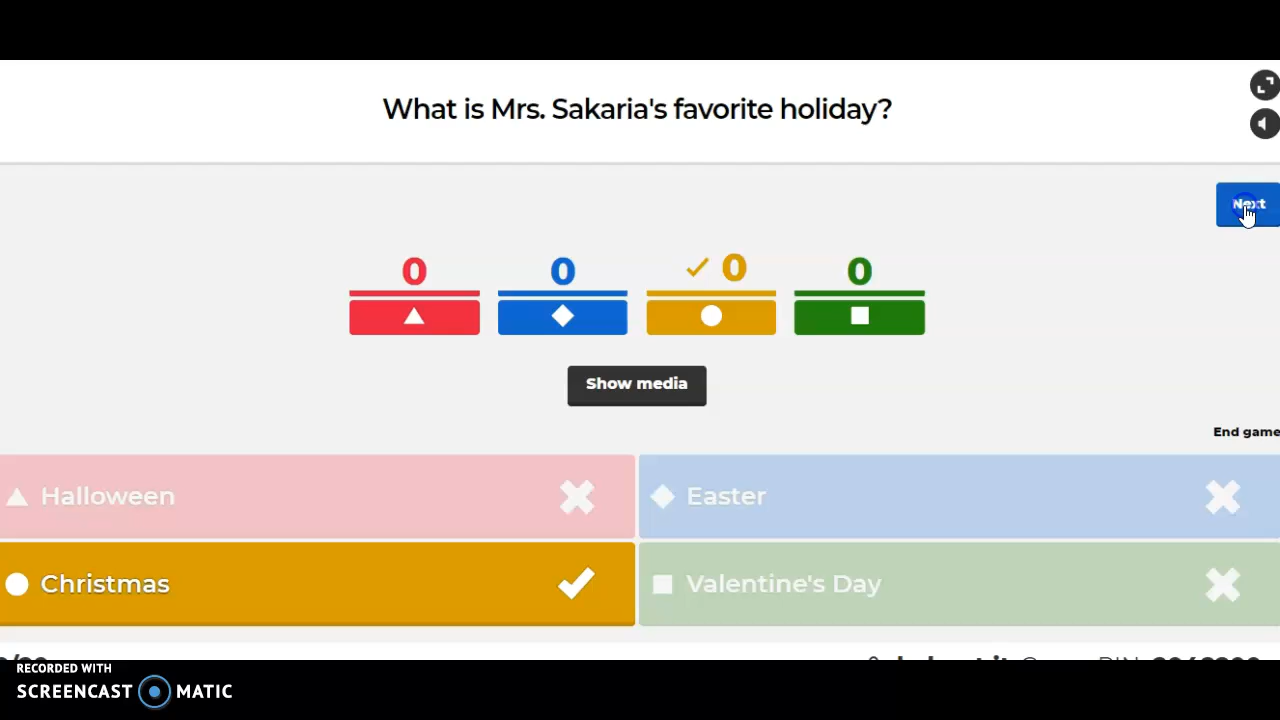 What is Mrs. Sakaria's favorite holiday?
Next
0 0 0 0
Show media
End game
Halloween Easter
Christmas Valentine's Day
RECORDED WITH
SCREENCAST MATIC